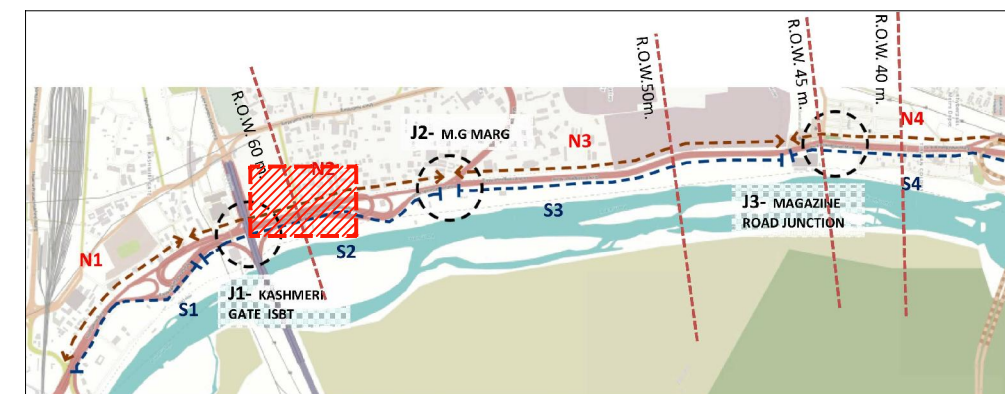 R.O.W. 60 m.
R.O.W.50m.
R.O.W. 45 m.
R.O.W. 40 m.
J2- M.G MARG
N1
N2
N3
N4
S1
S2
S3
S4
J1- KASHMERI
GATE ISBT
J3- MAGAZINE
ROAD JUNCTION